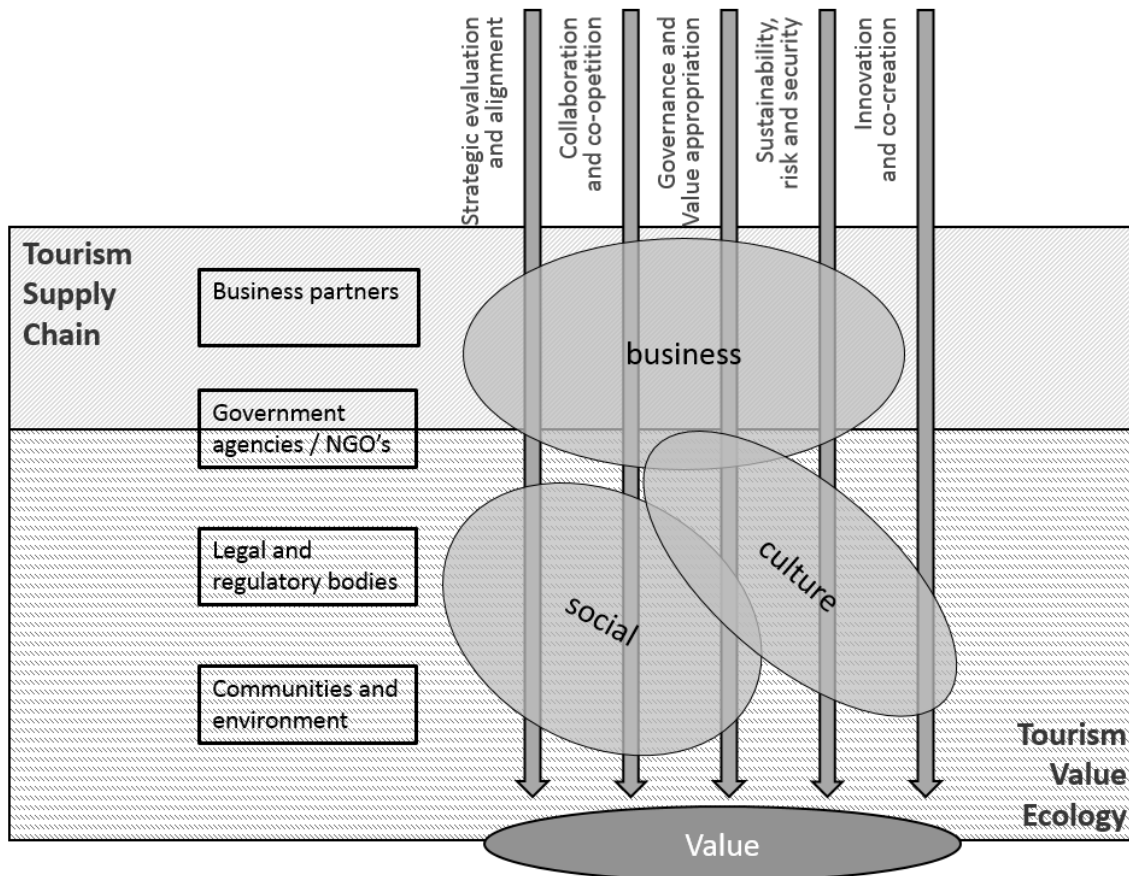 Strategic evaluation
and alignment
Collaboration
and co-opetition
Governance and
Value appropriation
Sustainability,
risk and security
Innovation
and co-creation
Tourism
Supply
Chain
Business partners
business
Government
agencies / NGO's
Legal and
regulatory bodies
culture
social
Communities and
environment
Tourism
Value
Ecology
Value